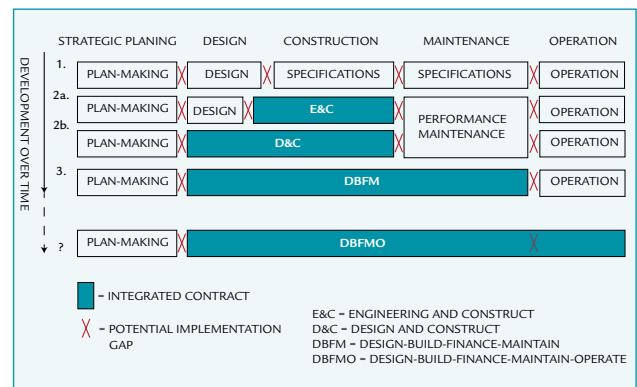 STRATEGIC PLANING DESIGN CONSTRUCTION MAINTENANCE OPERATION
DEVELOPMENT OVER TIME
1. PLAN-MAKING DESIGN SPECIFICATIONS SPECIFICATIONS OPERATION
2a. PLAN-MAKING DESIGN E&C OPERATION
PERFORMANCE
MAINTENANCE
2b. PLAN-MAKING D&C OPERATION
3. PLAN-MAKING DBFM OPERATION
? PLAN-MAKING DBFMO
= INTEGRATED CONTRACT
= POTENTIAL IMPLEMENTATION
GAP
E&C = ENGINEERING AND CONSTRUCT
D&C = DESIGN AND CONSTRUCT
DBFM = DESIGN-BUILD-FINANCE-MAINTAIN
DBFMO = DESIGN-BUILD-FINANCE-MAINTAIN-OPERATE